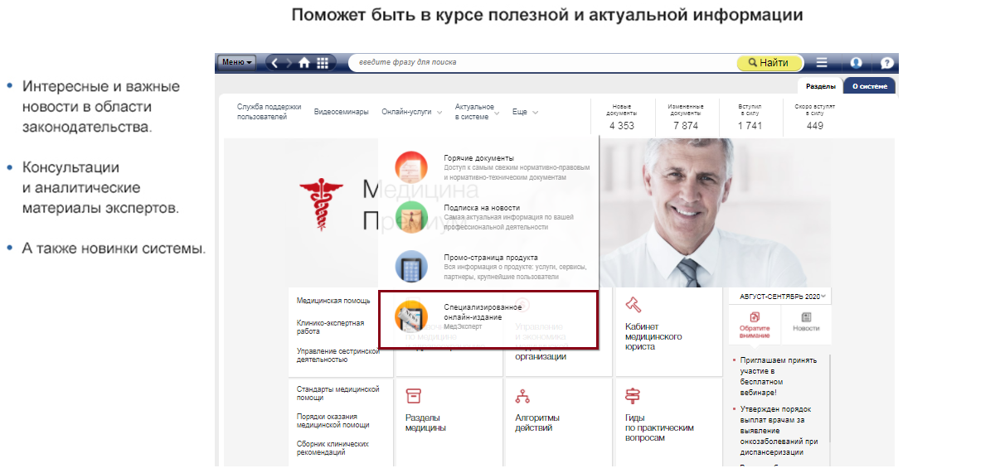 Поможет быть в курсе полезной и актуальной информации
Интересные и важные
новости в области
законодательства.
Консультации
и аналитические
материалы экспертов.
А также новинки системы.
Меню
введите фразу для поиска
Найти
Разделы
О системе
Служба поддержки
пользователей
Видеосеминары
Онлайн-услуги
Актуальное
в системе
Еще
Новые
документы
4 353
Измененные
документы
7 874
Вступил
в силу
1 741
Скоро вступят
в силу
449
Медицина
Премиум
Горячие документы
Доступ к самым свежим нормативно-правовым
и нормативно-техническим документам
Подписка на новости
Самая актуальная информация по вашей
профессиональной деятельности
Промо-страница продукта
Вся информация о продукте: услуги, сервисы,
партнеры, крупнейшие пользователи
Специализированное
онлайн-издание
МедЭксперт
Медицинская помощь
Клинико-экспертная
работа
Управление сестринской
деятельностью
по медицине
Управление
и экономика
медицинской
организации
Кабинет
медицинского
юриста
Стандарты медицинской
помощи
Порядки оказания
медицинской помощи
Сборник клинических
рекомендаций
Разделы
медицины
Алгоритмы
действий
Гиды
по практическим
вопросам
АВГУСТ-СЕНТЯБРЬ 2020
Обратите
внимание
Новости
Приглашаем принять
участие в
бесплатном
вебинаре!
Утвержден порядок
выплат врачам за
выявление
онкозаболеваний при
диспансеризации